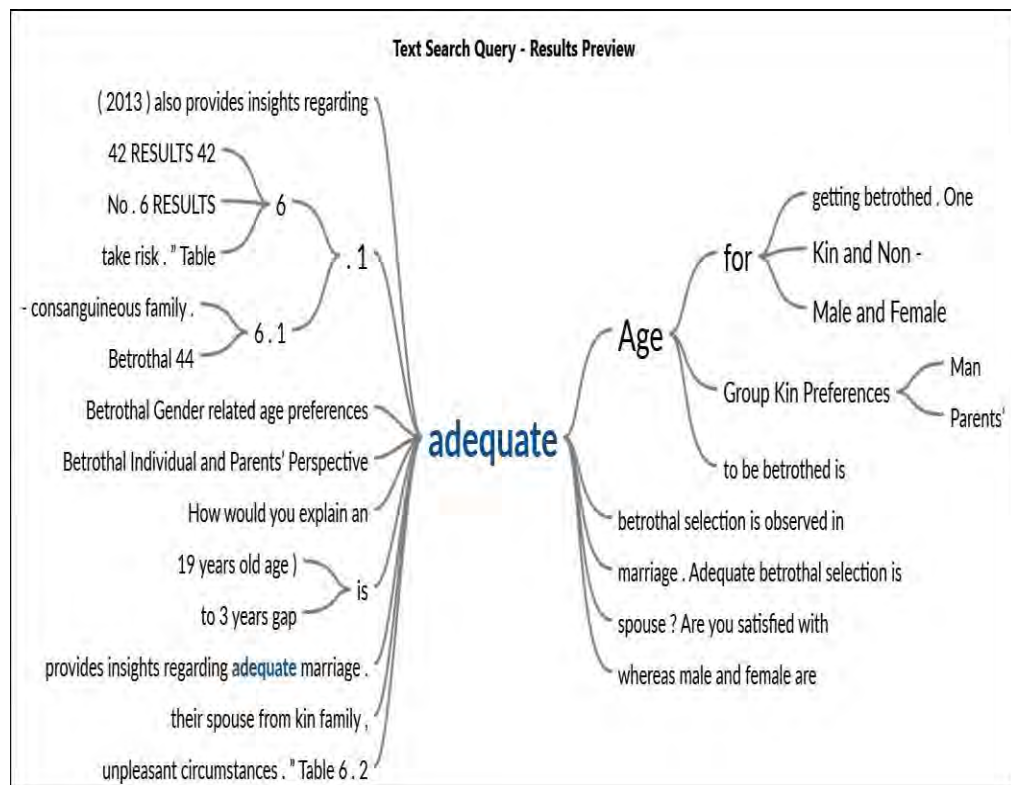 Text Search Query - Results Preview
( 2013 ) also provides insights regarding
42 RESULTS 42
No . 6 RESULTS
take risk . " Table
6
. 1
- consanguineous family .
Betrothal 44
6 . 1
Betrothal Gender related age preferences
Betrothal Individual and Parents' Perspective
How would you explain an
19 years old age )
to 3 years gap
is
provides insights regarding adequate marriage .
their spouse from kin family ,
unpleasant circumstances . " Table 6 . 2
adequate
Age
for
getting betrothed . One
Kin and Non -
Male and Female
Group Kin Preferences
Man
Parents'
to be betrothed is
betrothal selection is observed in
marriage . Adequate betrothal selection is
spouse ? Are you satisfied with
whereas male and female are